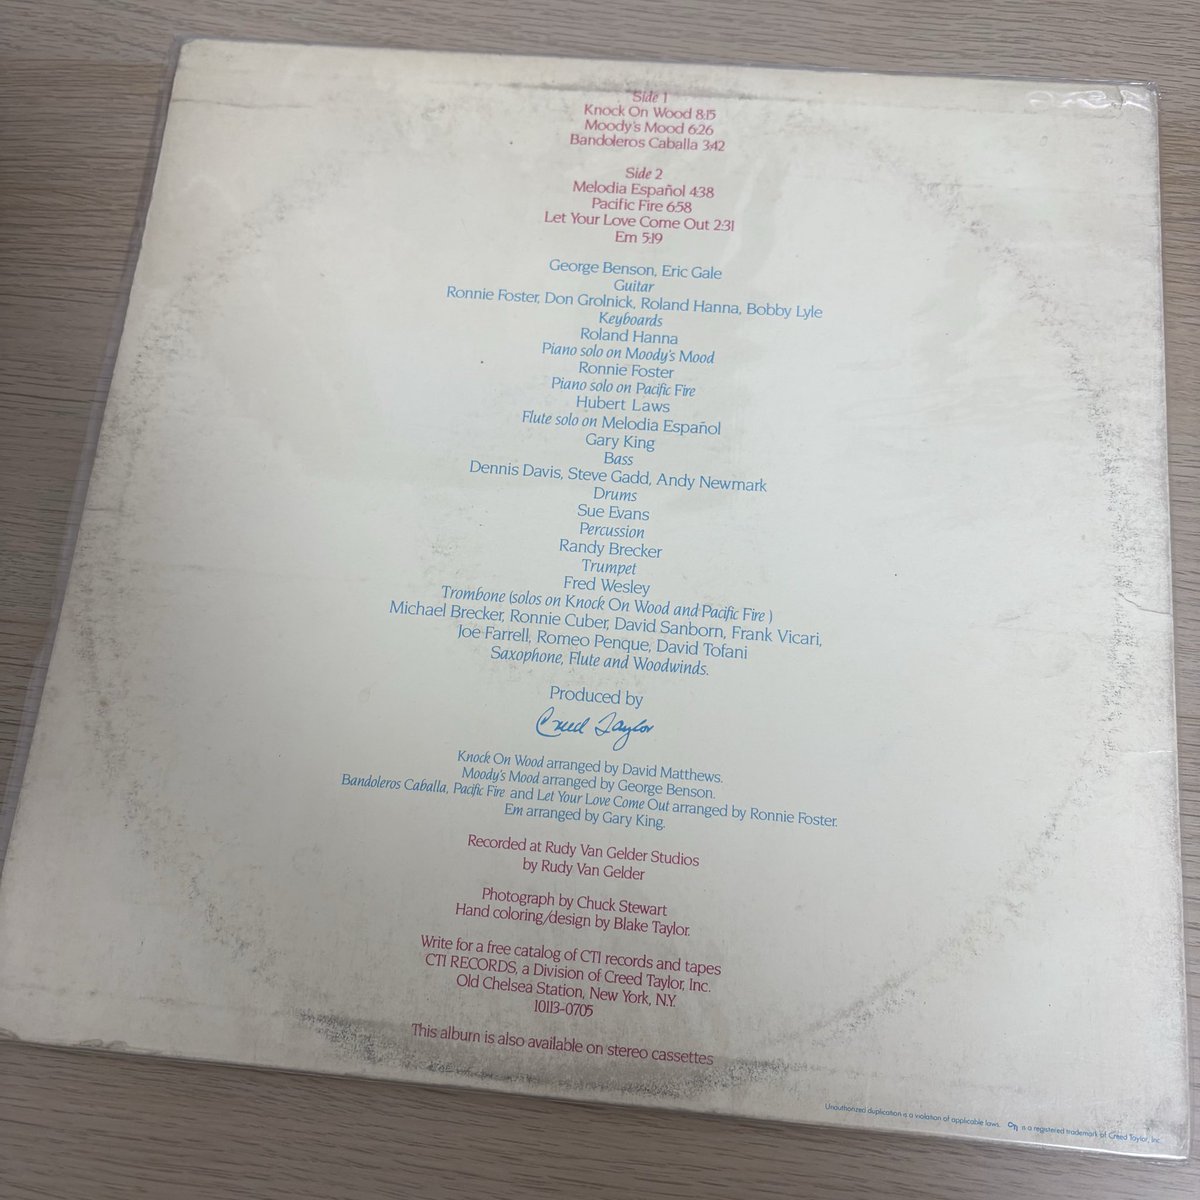 Side 1
Knock On Wood 8:15
Moody's Mood 6:26
Bandoleros Caballa 3:42
Side 2
Melodia Español 4:38
Pacific Fire 6:58
Let Your Love Come Out 2:31
Em 5:19
George Benson, Eric Gale
Guitar
Ronnie Foster, Don Grolnick, Roland Hanna, Bobby Lyle
Keyboards
Roland Hanna
Piano solo on Moody's Mood
Ronnie Foster
Piano solo on Pacific Fire
Hubert Laws
Flute solo on Melodia Español
Gary King
Bass
Dennis Davis, Steve Gadd, Andy Newmark
Drums
Sue Evans
Percussion
Randy Brecker
Trumpet
Fred Wesley
Trombone (solos on Knock On Wood and Pacific Fire )
Michael Brecker, Ronnie Cuber, David Sanborn, Frank Vicari,
Joe Farrell, Romeo Penque, David Tofani
Saxophone, Flute and Woodwinds.
Produced by
Creed Taylor
Knock On Wood arranged by David Matthews.
Moody's Mood arranged by George Benson.
Bandoleros Caballa, Pacific Fire and Let Your Love Come Out arranged by Ronnie Foster.
Em arranged by Gary King.
Recorded at Rudy Van Gelder Studios
by Rudy Van Gelder
Photograph by Chuck Stewart
Hand coloring/design by Blake Taylor.
Write for a free catalog of CTI records and tapes
CTI RECORDS, a Division of Creed Taylor, Inc.
Old Chelsea Station, New York, N.Y.
10113-0705
This album is also available on stereo cassettes
Unauthorized duplication is a violation of applicable laws. cti is a registered trademark of Creed Taylor, Inc.